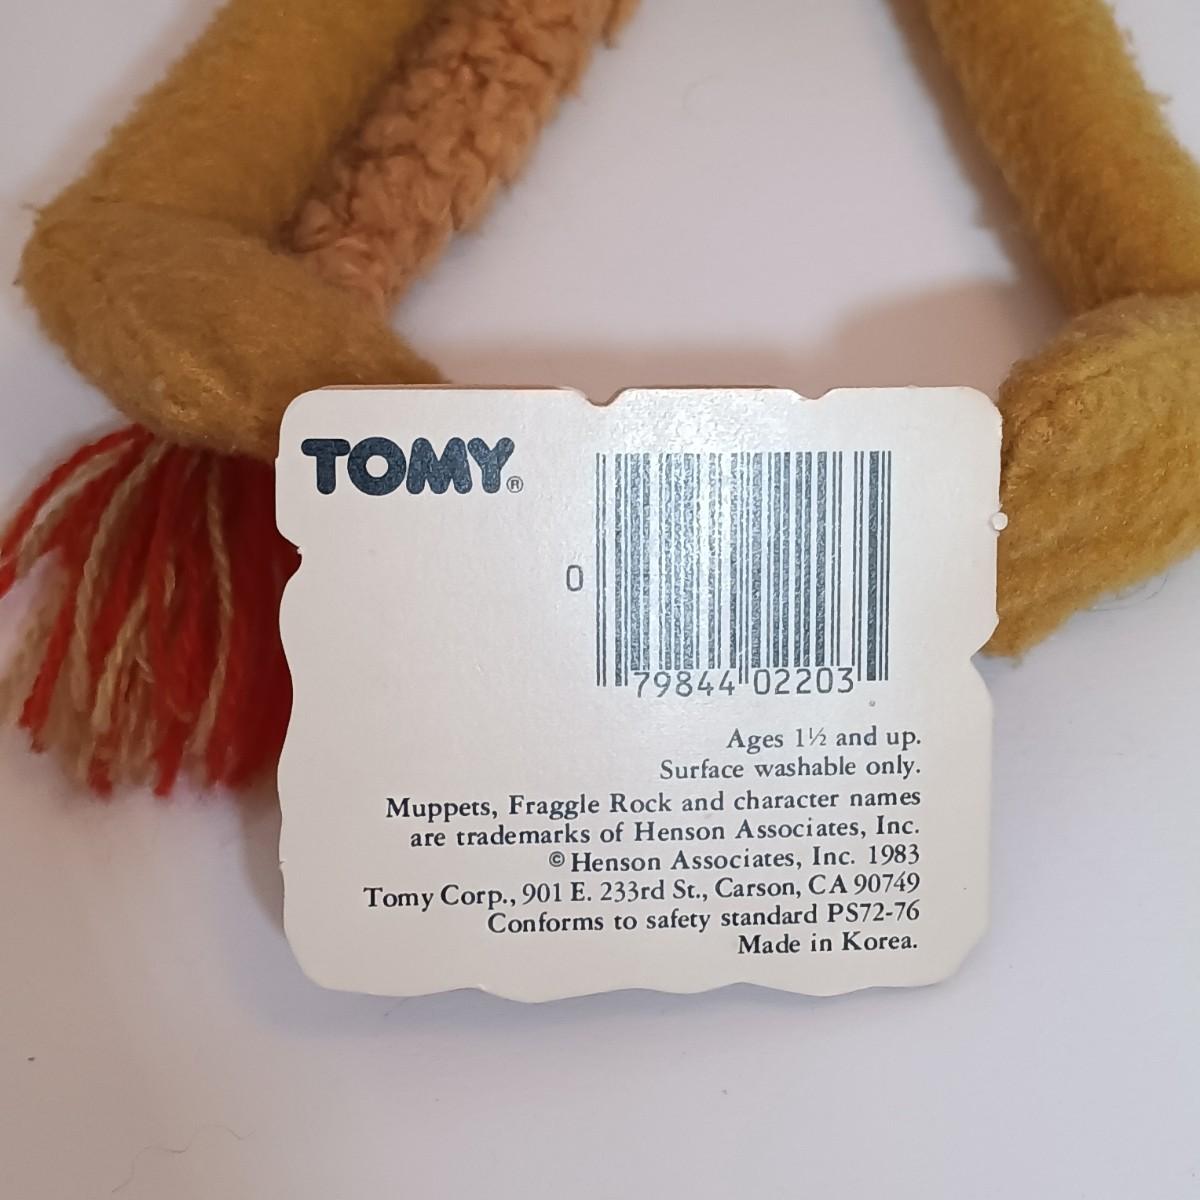 TOMY®
0
79844 02203
Ages 1½ and up.
Surface washable only.
Muppets, Fraggle Rock and character names
are trademarks of Henson Associates, Inc.
© Henson Associates, Inc. 1983
Tomy Corp., 901 E. 233rd St., Carson, CA 90749
Conforms to safety standard PS72-76
Made in Korea.